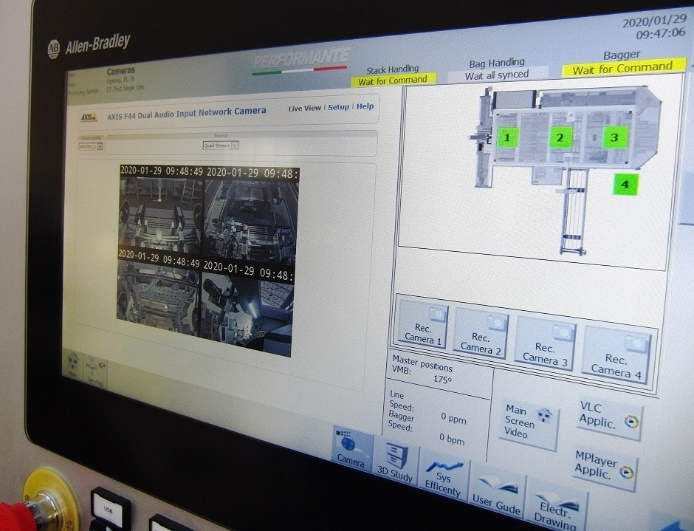 AB Allen-Bradley
2020/01/29
09:47:06
Cameras
PERFORMANTE
Stack Handling
Wait for Command
Bag Handling
Wait all synced
Bagger
Wait for Command
AXIS
AXIS F44 Dual Audio Input Network Camera
Live View | Setup | Help
Quad Stream
2020-01-29 09:48:49
2020-01-29 09:48:
2020-01-29 09:48:49
2020-01-29 09:48:
1
2
3
4
Rec.
Camera 1
Rec.
Camera 2
Rec.
Camera 3
Rec.
Camera 4
Master positions
VMB:
175°
Line
Speed:
0 ppm
Bagger
Speed:
0 bpm
Main
Screen
Video
VLC
Applic.
MPlayer
Applic.
Camera
3D Study
Sys
Efficenty
User Gude
Electr.
Drawing